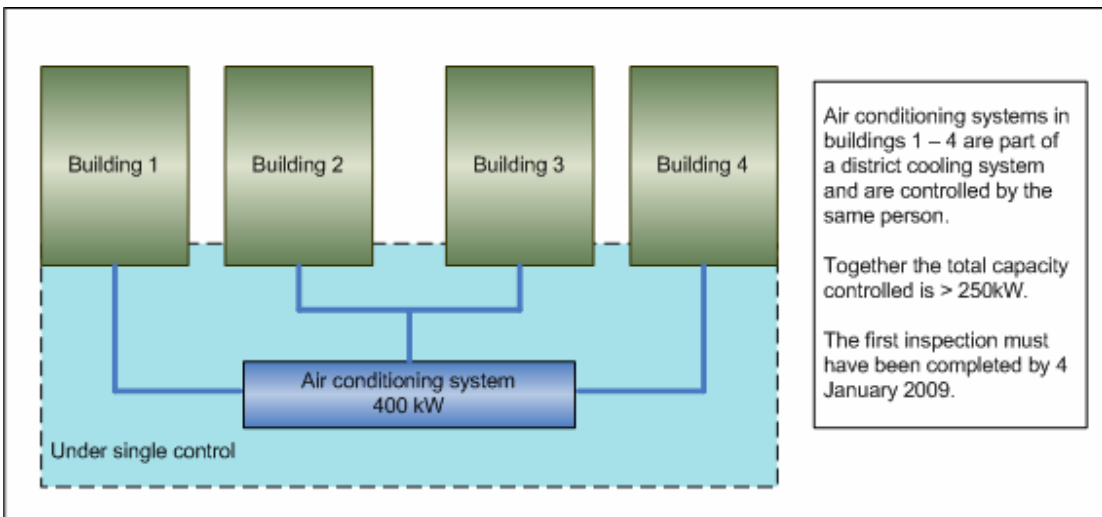 Building 1
Building 2
Building 3
Building 4
Air conditioning system
400 kW
Under single control
Air conditioning systems in
buildings 1 – 4 are part of
a district cooling system
and are controlled by the
same person.
Together the total capacity
controlled is > 250kW.
The first inspection must
have been completed by 4
January 2009.